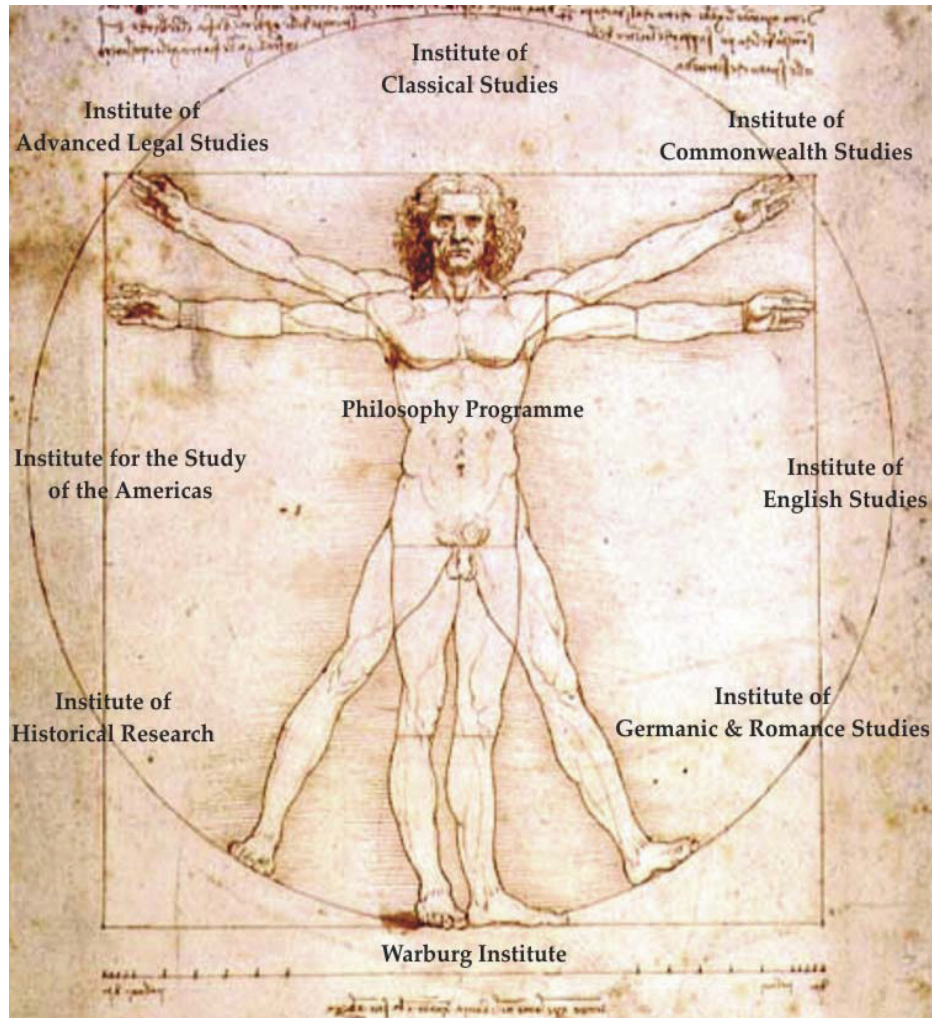 Institute of
Classical Studies
Institute of
Advanced Legal Studies
Institute of
Commonwealth Studies
Philosophy Programme
Institute for the Study
of the Americas
Institute of
English Studies
Institute of
Historical Research
Institute of
Germanic & Romance Studies
Warburg Institute